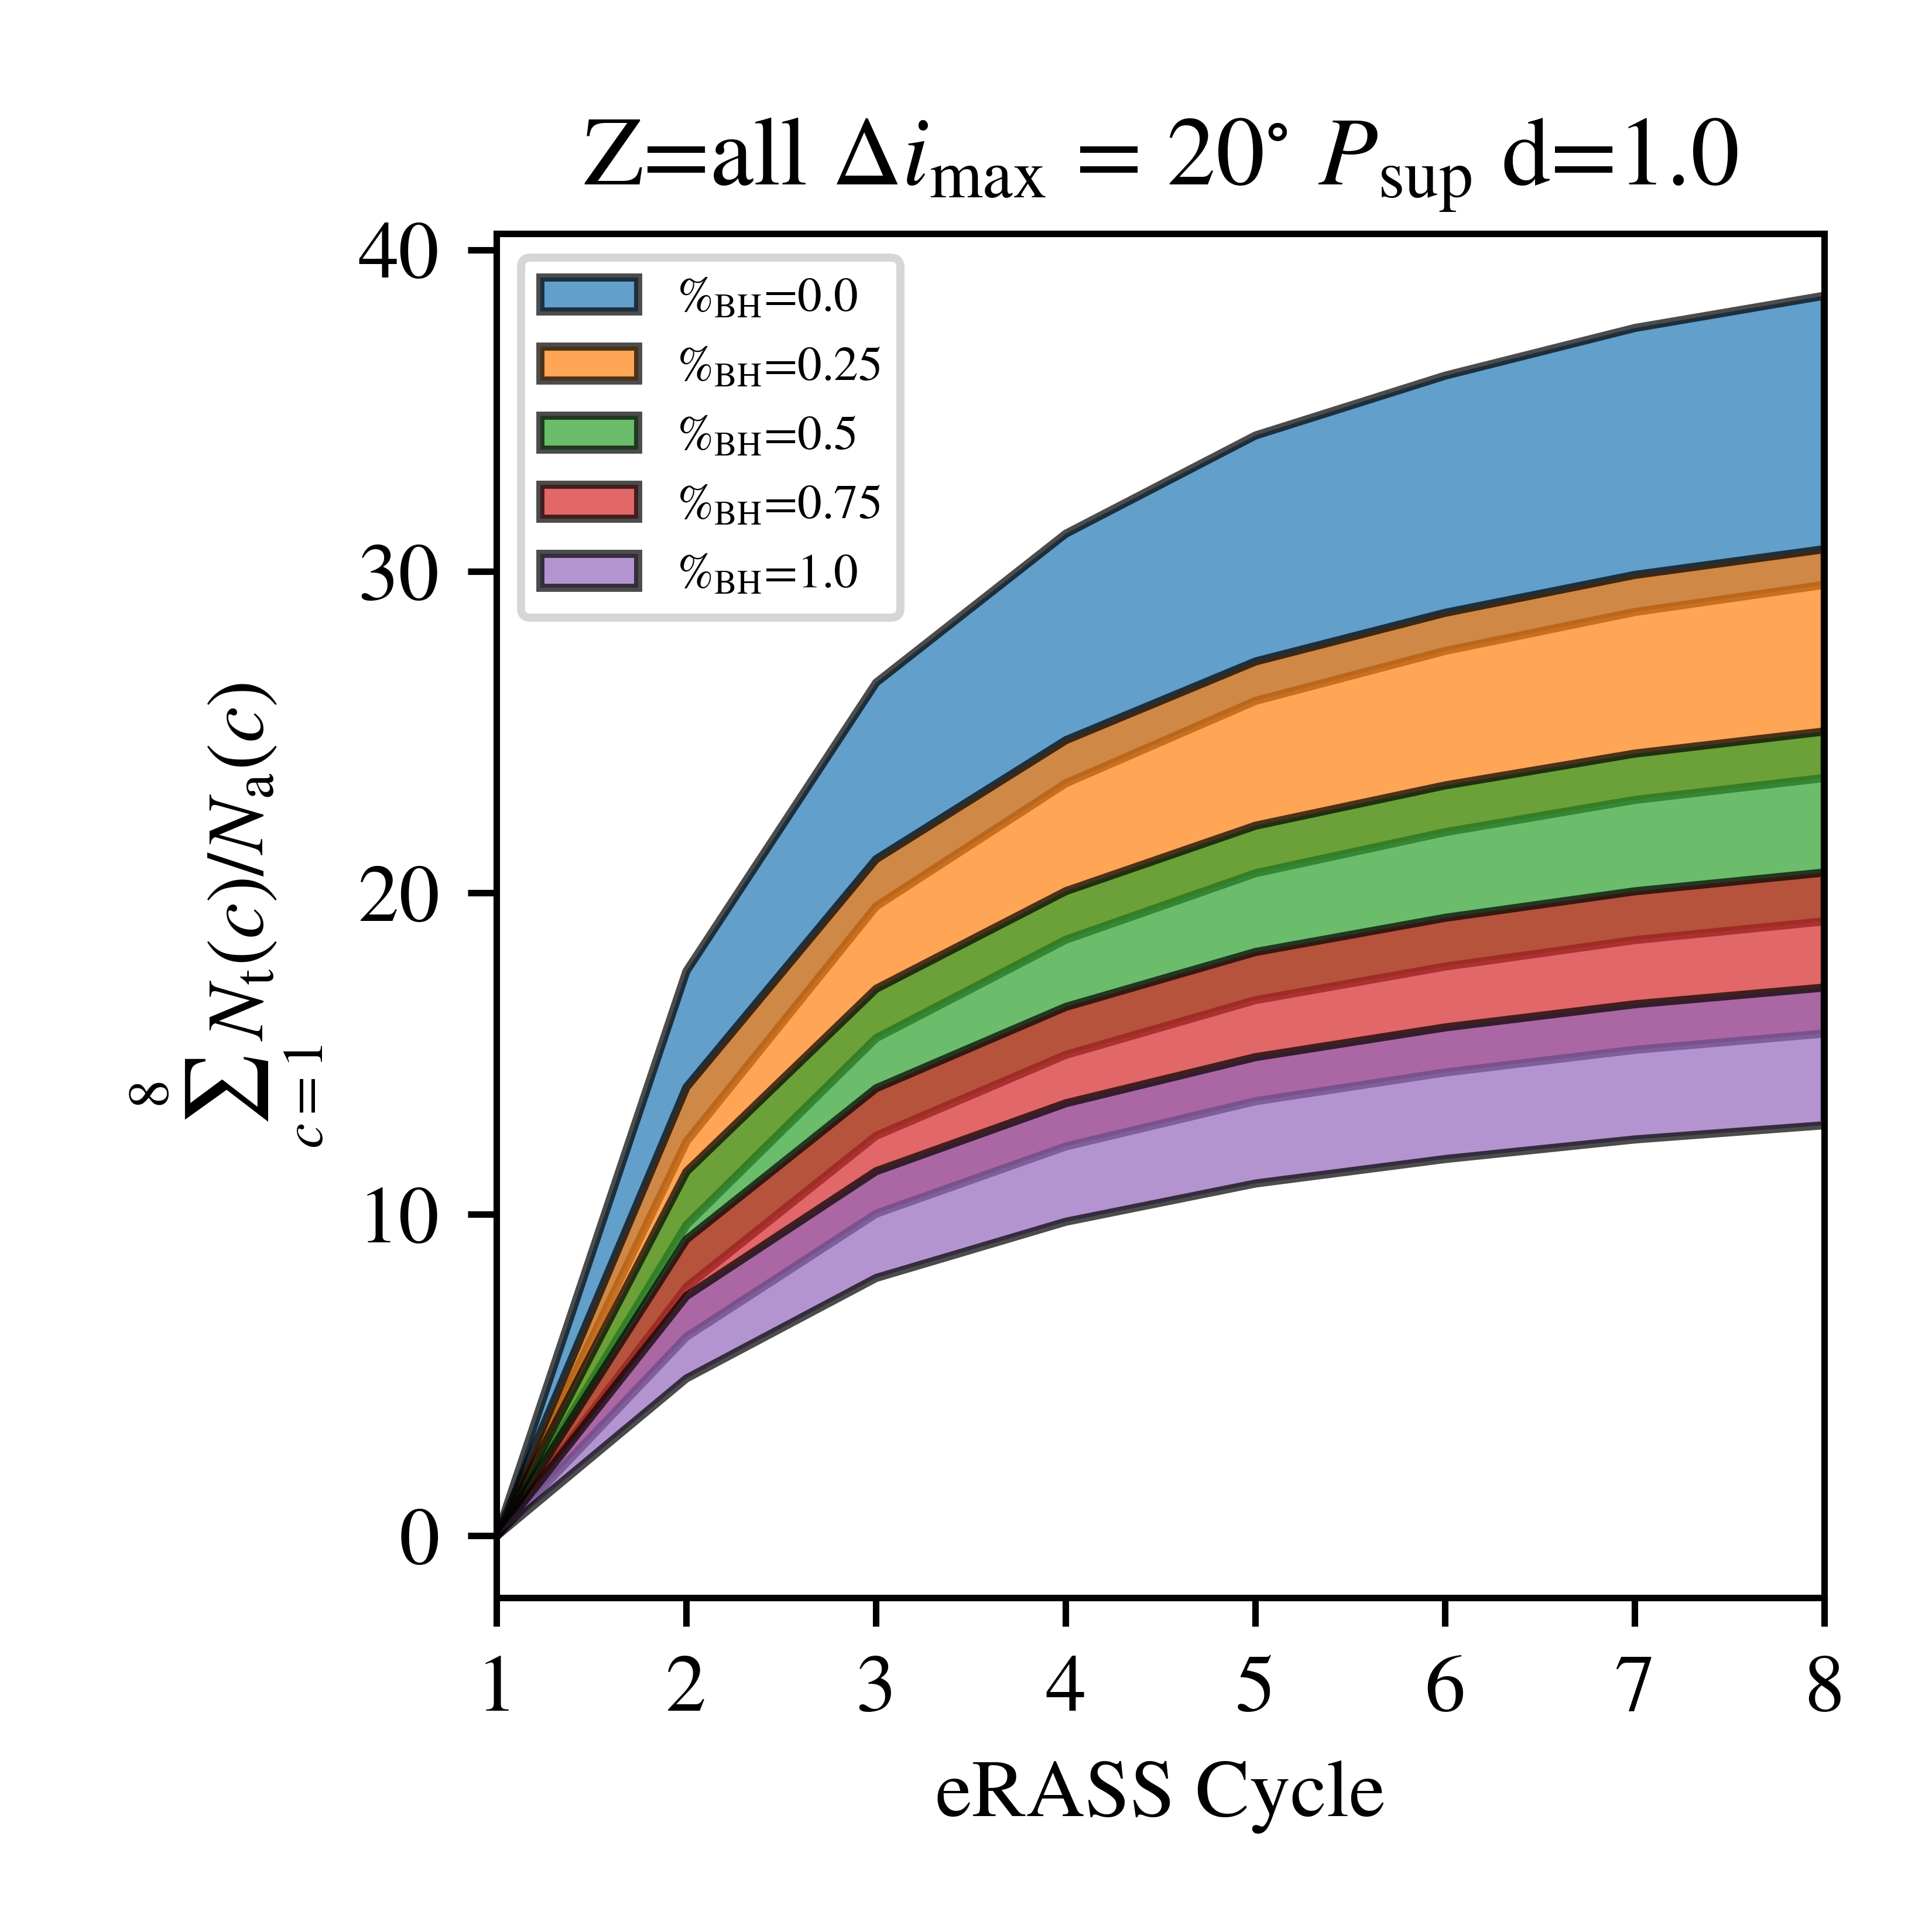 Z=all Δi_max = 20° P_sup d=1.0
40
30
20
10
0
%_BH=0.0
%_BH=0.25
%_BH=0.5
%_BH=0.75
%_BH=1.0
8
∑ N_t(c)/N_a(c)
c=1
1 2 3 4 5 6 7 8
eRASS Cycle